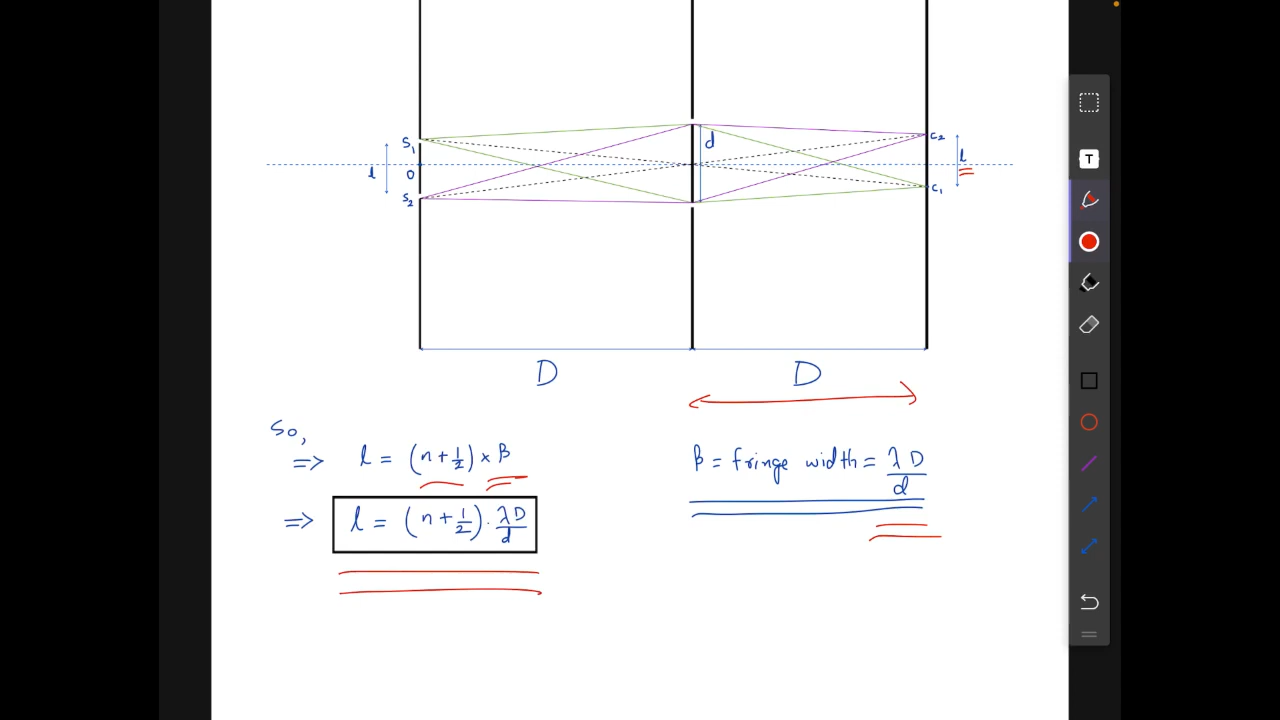 S₁
d
C₂
l
O
l
S₂
C₁
D
D
So,
=> l = (n+1/2) × β
β = fringe width = λD/d
=> l = (n+1/2) · λD/d
T